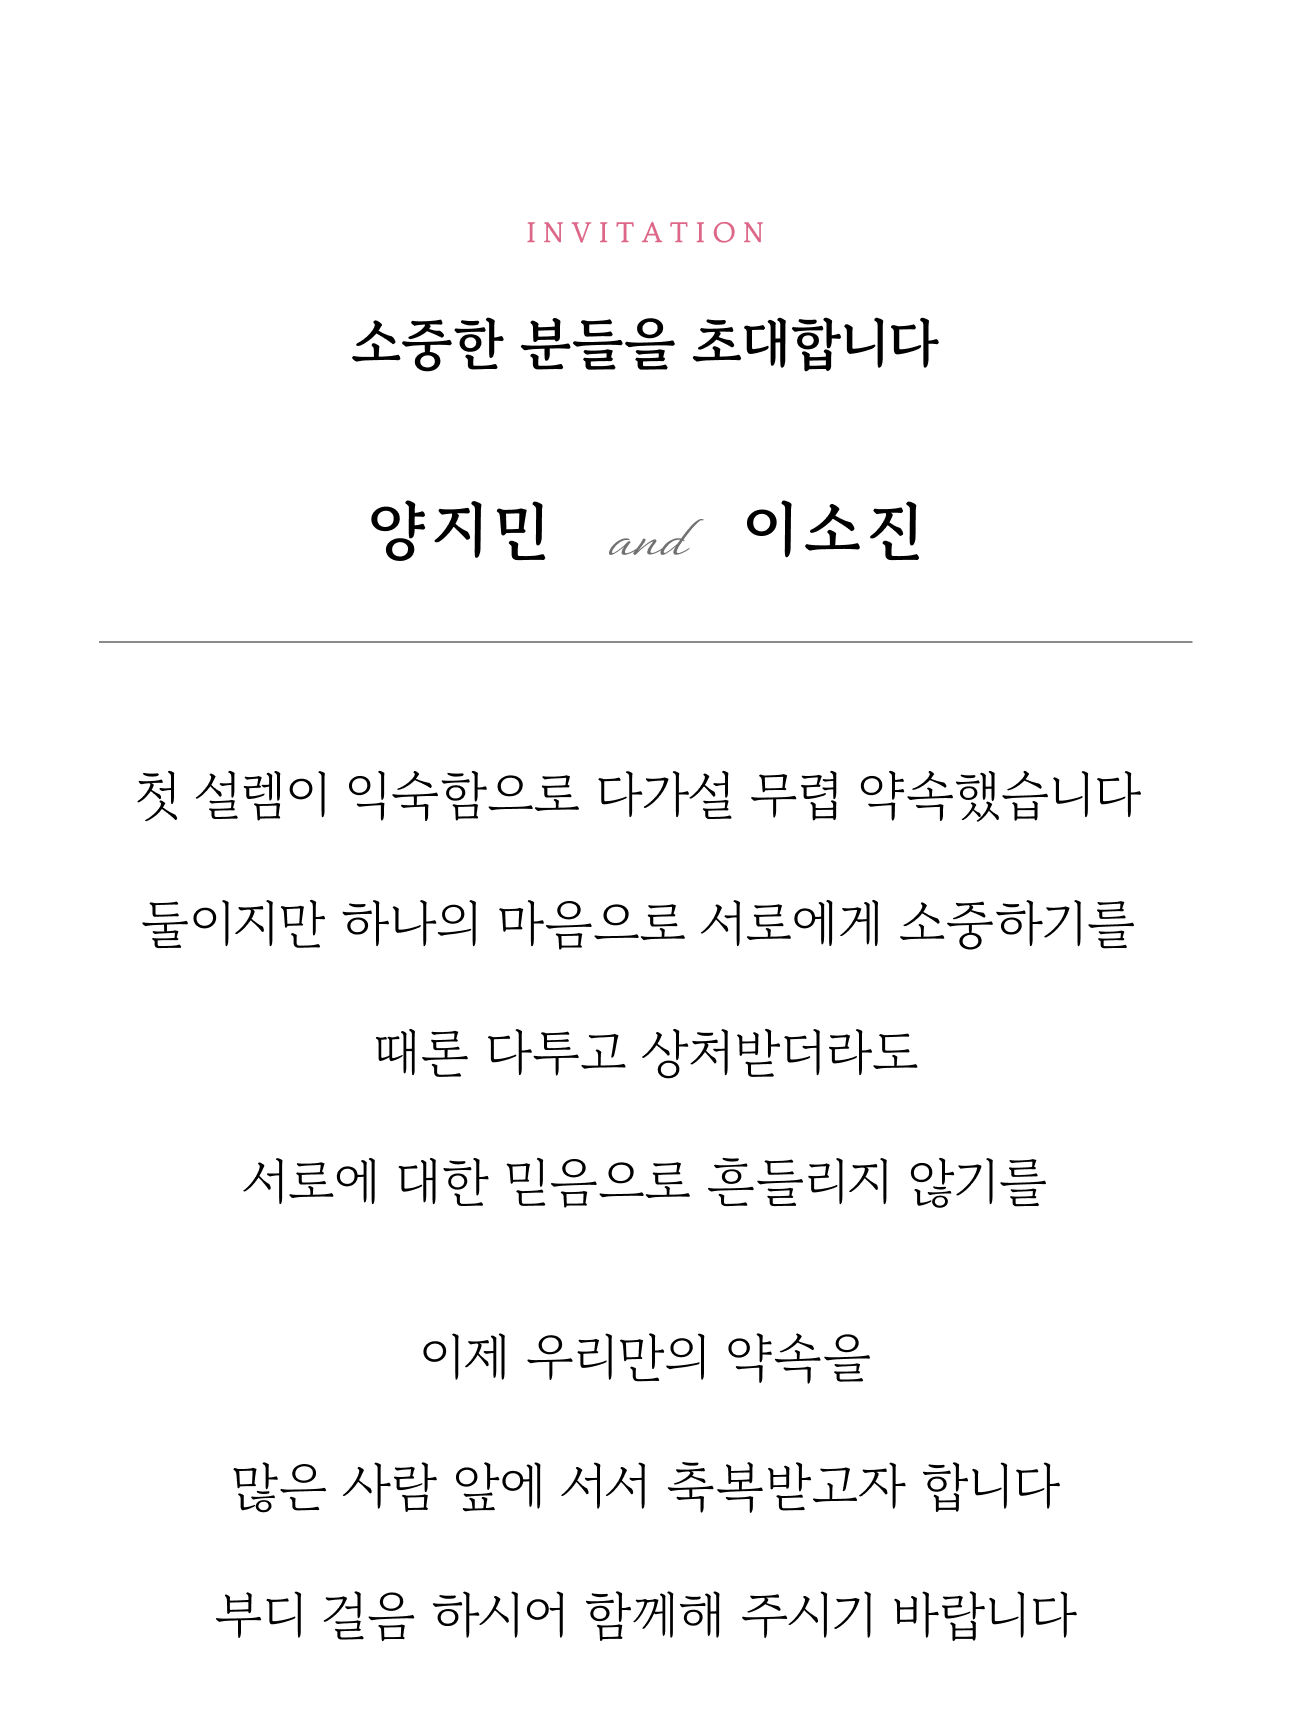 INVITATION
소중한 분들을 초대합니다
양지민 and 이소진
첫 설렘이 익숙함으로 다가설 무렵 약속했습니다
둘이지만 하나의 마음으로 서로에게 소중하기를
때론 다투고 상처받더라도
서로에 대한 믿음으로 흔들리지 않기를
이제 우리만의 약속을
많은 사람 앞에 서서 축복받고자 합니다
부디 걸음 하시어 함께해 주시기 바랍니다